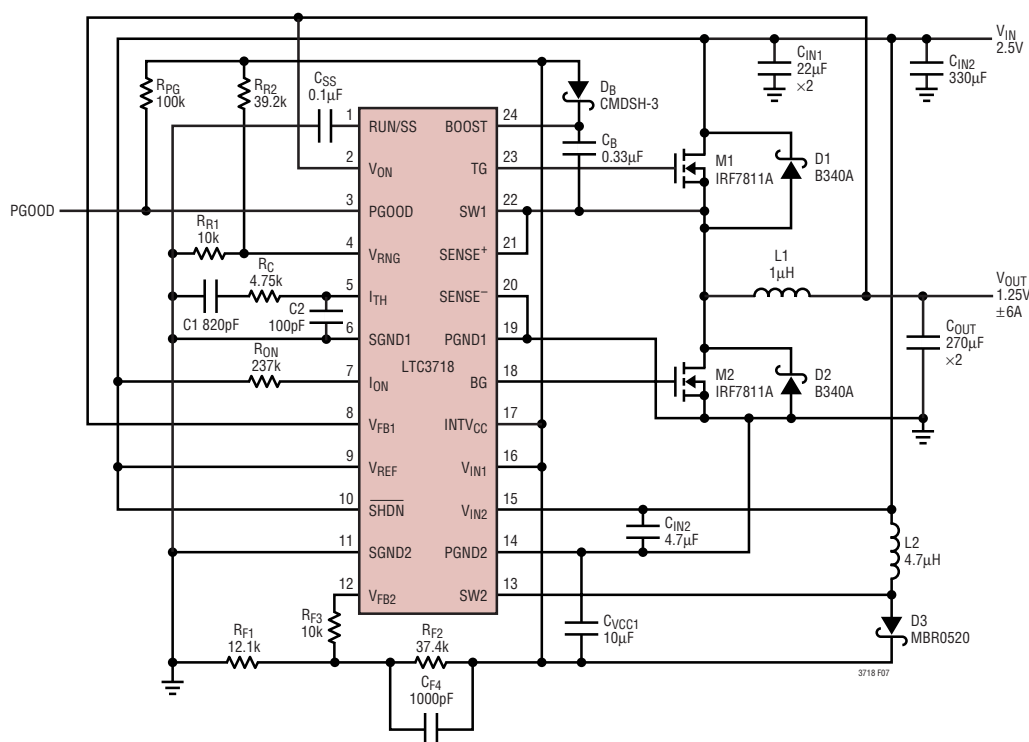 V_IN
2.5V
C_IN1
22µF
×2
C_IN2
330µF
R_PG
100k
R_R2
39.2k
C_SS
0.1µF
D_B
CMDSH-3
C_B
0.33µF
1 RUN/SS BOOST 24
2 V_ON TG 23
3 PGOOD SW1 22
4 V_RNG SENSE⁺ 21
5 I_TH SENSE⁻ 20
6 SGND1 PGND1 19
LTC3718
7 I_ON BG 18
8 V_FB1 INTV_CC 17
9 V_REF V_IN1 16
10 S̅H̅D̅N̅ V_IN2 15
11 SGND2 PGND2 14
12 V_FB2 SW2 13
M1
IRF7811A
D1
B340A
PGOOD
R_R1
10k
R_C
4.75k
C1 820pF
C2
100pF
L1
1µH
V_OUT
1.25V
±6A
C_OUT
270µF
×2
R_ON
237k
M2
IRF7811A
D2
B340A
C_IN2
4.7µF
L2
4.7µH
R_F3
10k
C_VCC1
10µF
D3
MBR0520
R_F1
12.1k
R_F2
37.4k
C_F4
1000pF
3718 F07